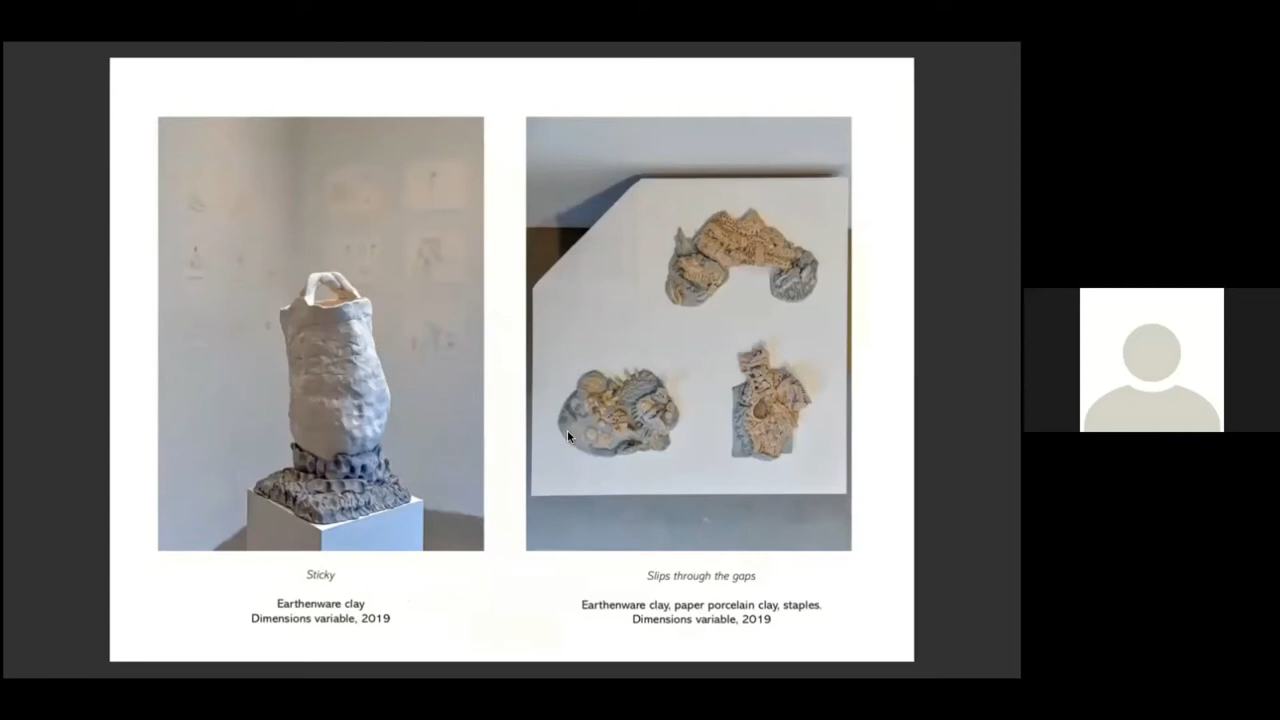 Sticky
Earthenware clay
Dimensions variable, 2019
Slips through the gaps
Earthenware clay, paper porcelain clay, staples.
Dimensions variable, 2019